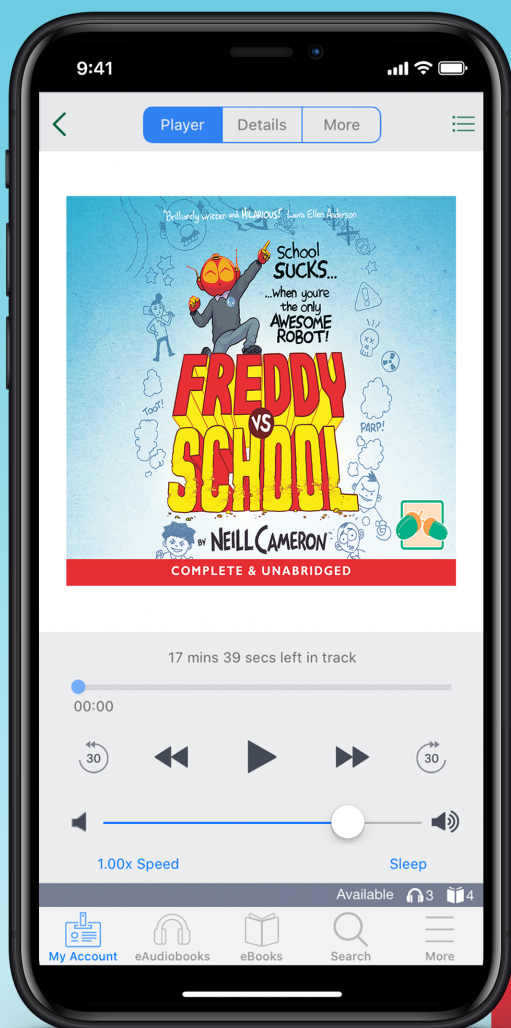 9:41
Player Details More
"Brilliantly written and HILARIOUS!" Laura Ellen Anderson
School
SUCKS...
...when you're
the only
AWESOME
ROBOT!
FREDDY
VS
SCHOOL
TOOT!
PARP!
BY NEILL CAMERON
COMPLETE & UNABRIDGED
17 mins 39 secs left in track
00:00
30 30
1.00x Speed Sleep
Available 3 4
My Account eAudiobooks eBooks Search More